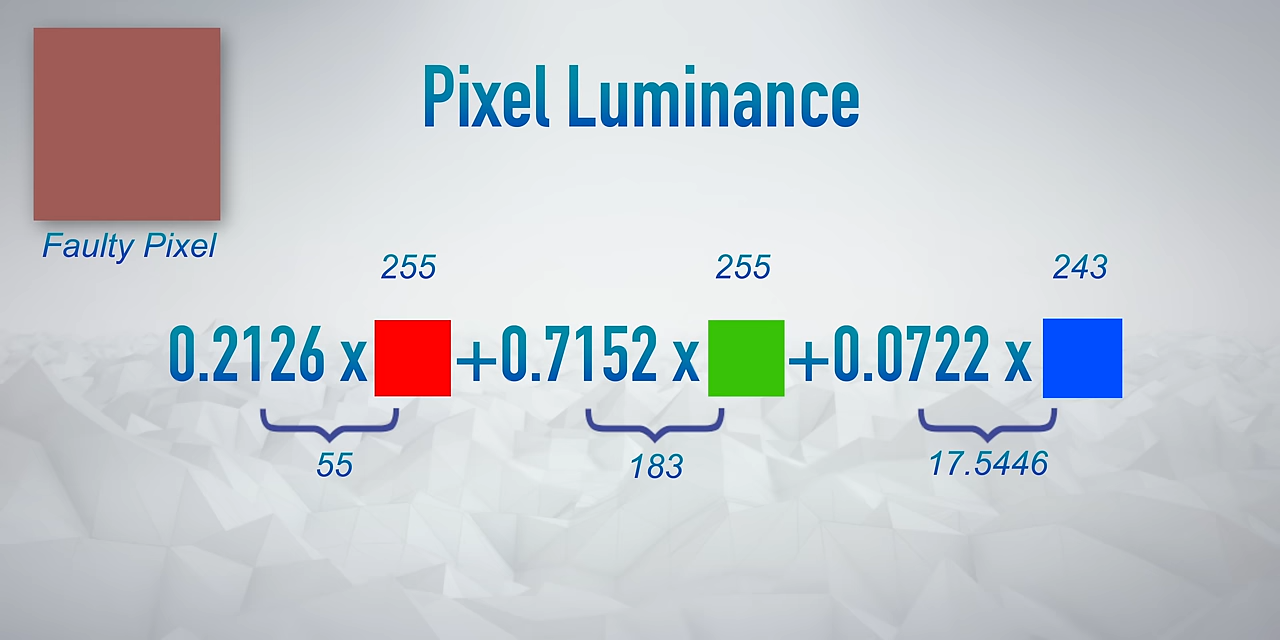 Pixel Luminance
Faulty Pixel
255 255 243
0.2126 x +0.7152 x +0.0722 x
55 183 17.5446